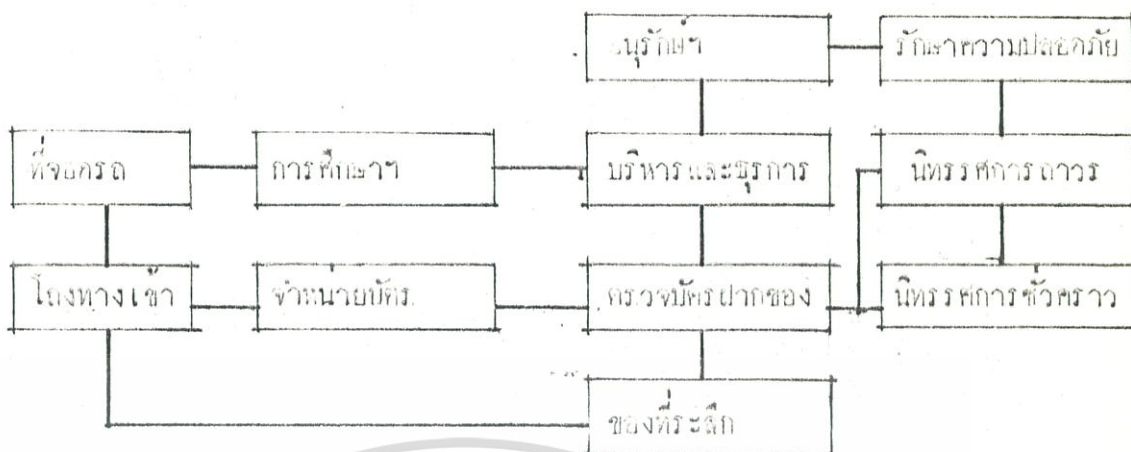 อนุรักษ์ฯ
รักษาความปลอดภัย
ที่จอดรถ
การศึกษาฯ
บริหารและธุรการ
นิทรรศการถาวร
โถงทางเข้า
จำหน่ายบัตร
ตรวจบัตรฝากของ
นิทรรศการชั่วคราว
ของที่ระลึก